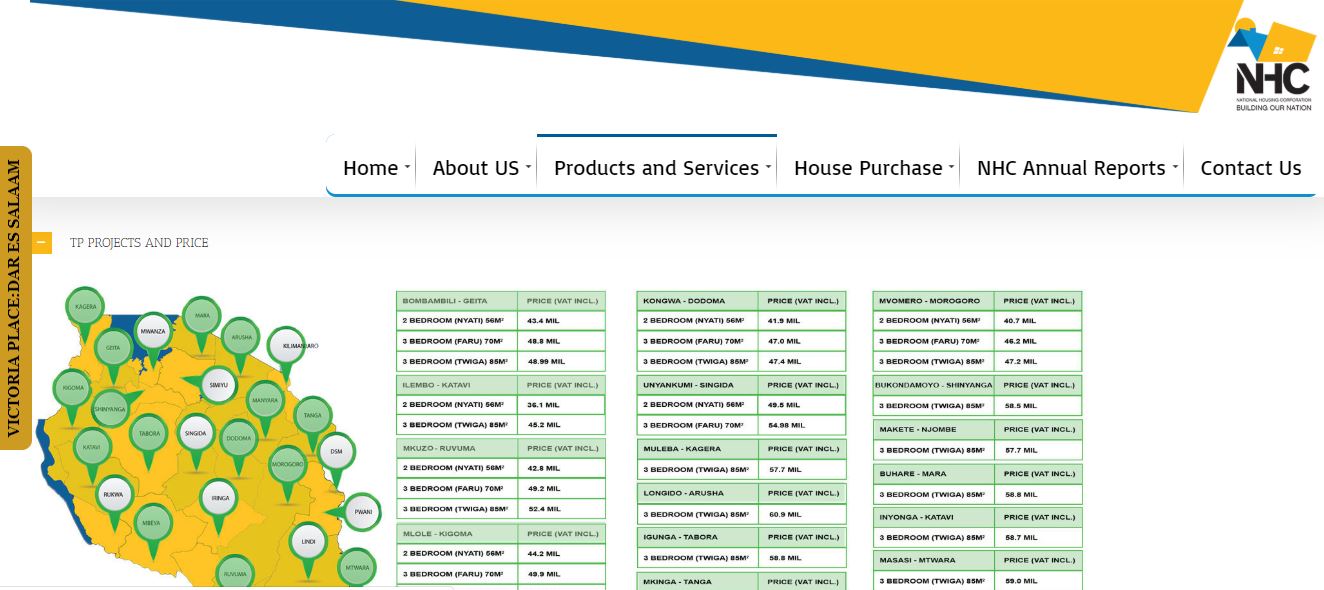 NHC
NATIONAL HOUSING CORPORATION
BUILDING OUR NATION
Home
About US
Products and Services
House Purchase
NHC Annual Reports
Contact Us
VICTORIA PLACE:DAR ES SALAAM
TP PROJECTS AND PRICE
KAGERA
MWANZA
MARA
ARUSHA
KILIMANJARO
GEITA
KIGOMA
SHINYANGA
SIMIYU
MANYARA
TANGA
KATAVI
TABORA
SINGIDA
DODOMA
DSM
MOROGORO
RUKWA
IRINGA
PWANI
MBEYA
LINDI
RUVUMA
MTWARA
BOMBAMBILI - GEITA PRICE (VAT INCL.)
2 BEDROOM (NYATI) 56M² 43.4 MIL
3 BEDROOM (FARU) 70M² 48.8 MIL
3 BEDROOM (TWIGA) 85M² 48.99 MIL
ILEMBO - KATAVI PRICE (VAT INCL.)
2 BEDROOM (NYATI) 56M² 36.1 MIL
3 BEDROOM (TWIGA) 85M² 45.2 MIL
MKUZO - RUVUMA PRICE (VAT INCL.)
2 BEDROOM (NYATI) 56M² 42.8 MIL
3 BEDROOM (FARU) 70M² 49.2 MIL
3 BEDROOM (TWIGA) 85M² 52.4 MIL
MLOLE - KIGOMA PRICE (VAT INCL.)
2 BEDROOM (NYATI) 56M² 44.2 MIL
3 BEDROOM (FARU) 70M² 49.9 MIL
KONGWA - DODOMA PRICE (VAT INCL.)
2 BEDROOM (NYATI) 56M² 41.9 MIL
3 BEDROOM (FARU) 70M² 47.0 MIL
3 BEDROOM (TWIGA) 85M² 47.4 MIL
UNYANKUMI - SINGIDA PRICE (VAT INCL.)
2 BEDROOM (NYATI) 56M² 49.5 MIL
3 BEDROOM (FARU) 70M² 54.98 MIL
MULEBA - KAGERA PRICE (VAT INCL.)
3 BEDROOM (TWIGA) 85M² 57.7 MIL
LONGIDO - ARUSHA PRICE (VAT INCL.)
3 BEDROOM (TWIGA) 85M² 60.9 MIL
IGUNGA - TABORA PRICE (VAT INCL.)
3 BEDROOM (TWIGA) 85M² 58.8 MIL
MKINGA - TANGA PRICE (VAT INCL.)
MVOMERO - MOROGORO PRICE (VAT INCL.)
2 BEDROOM (NYATI) 56M² 40.7 MIL
3 BEDROOM (FARU) 70M² 46.2 MIL
3 BEDROOM (TWIGA) 85M² 47.2 MIL
BUKONDAMOYO - SHINYANGA PRICE (VAT INCL.)
3 BEDROOM (TWIGA) 85M² 58.5 MIL
MAKETE - NJOMBE PRICE (VAT INCL.)
3 BEDROOM (TWIGA) 85M² 57.7 MIL
BUHARE - MARA PRICE (VAT INCL.)
3 BEDROOM (TWIGA) 85M² 58.8 MIL
INYONGA - KATAVI PRICE (VAT INCL.)
3 BEDROOM (TWIGA) 85M² 58.7 MIL
MASASI - MTWARA PRICE (VAT INCL.)
3 BEDROOM (TWIGA) 85M² 59.0 MIL